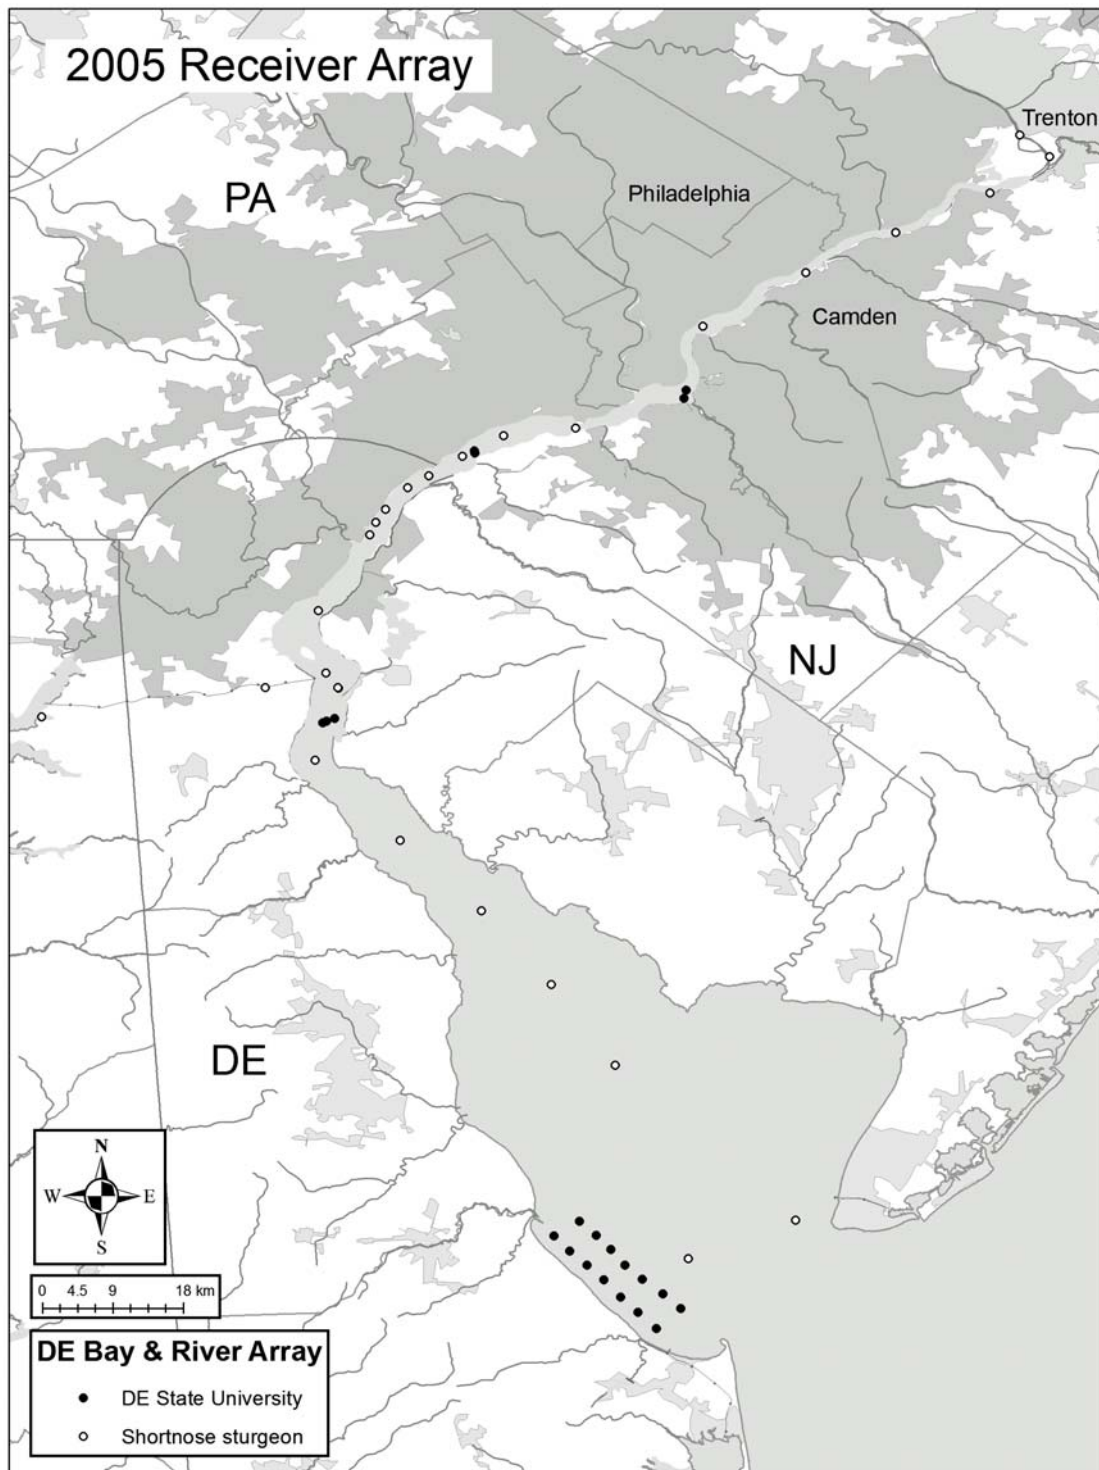 2005 Receiver Array
Trenton
PA
Philadelphia
Camden
NJ
DE
N
W E
S
0 4.5 9 18 km
DE Bay & River Array
DE State University
Shortnose sturgeon